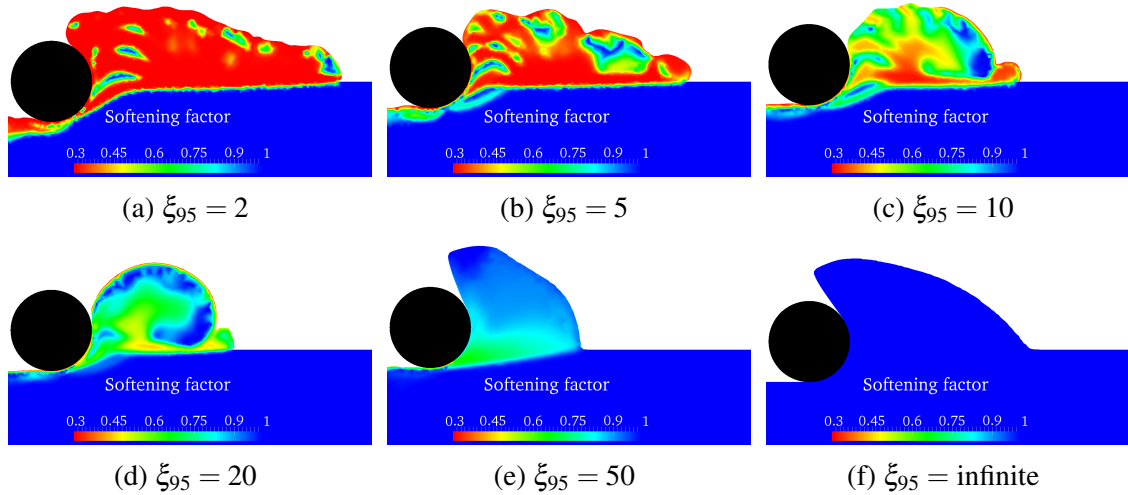 Softening factor
0.3 0.45 0.6 0.75 0.9 1
(a) ξ95 = 2
Softening factor
0.3 0.45 0.6 0.75 0.9 1
(b) ξ95 = 5
Softening factor
0.3 0.45 0.6 0.75 0.9 1
(c) ξ95 = 10
Softening factor
0.3 0.45 0.6 0.75 0.9 1
(d) ξ95 = 20
Softening factor
0.3 0.45 0.6 0.75 0.9 1
(e) ξ95 = 50
Softening factor
0.3 0.45 0.6 0.75 0.9 1
(f) ξ95 = infinite